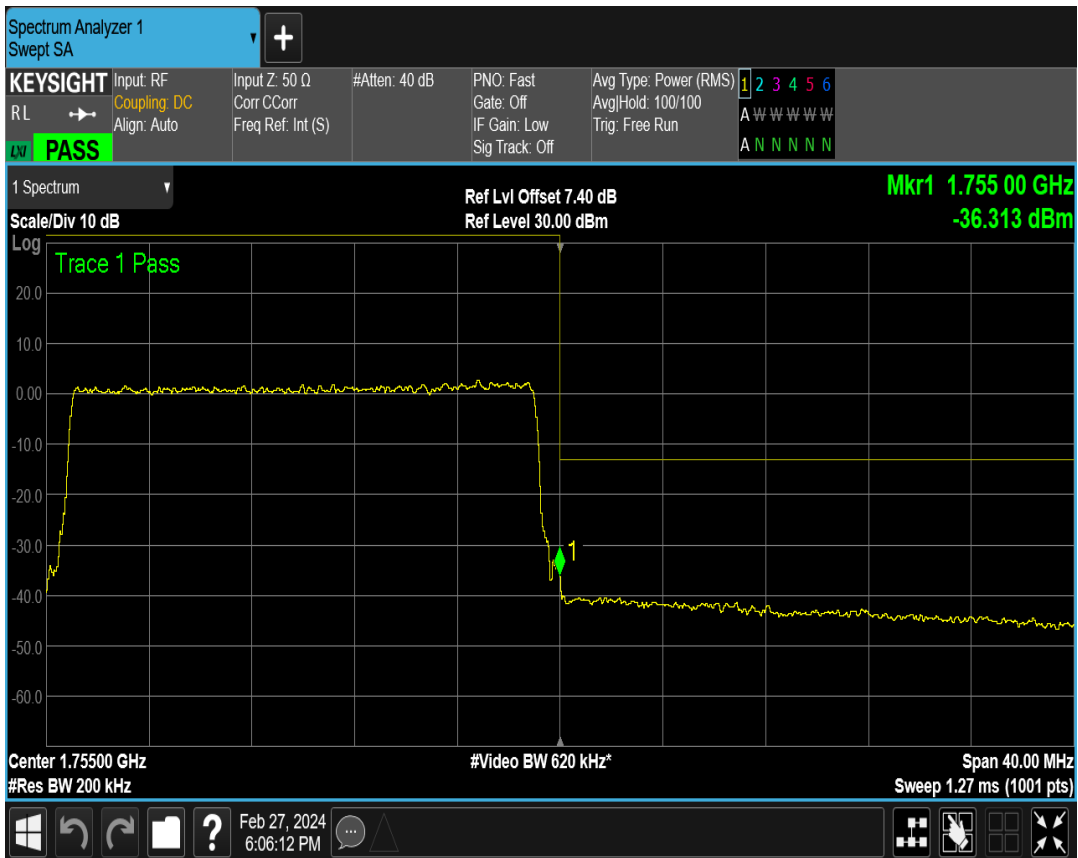 Spectrum Analyzer 1
Swept SA
+
KEYSIGHT
RL
LXI PASS
Input: RF
Coupling: DC
Align: Auto
Input Z: 50 Ω
Corr CCorr
Freq Ref: Int (S)
#Atten: 40 dB
PNO: Fast
Gate: Off
IF Gain: Low
Sig Track: Off
Avg Type: Power (RMS)
Avg|Hold: 100/100
Trig: Free Run
1 2 3 4 5 6
A W W W W W
A N N N N N
1 Spectrum
Scale/Div 10 dB
Ref Lvl Offset 7.40 dB
Ref Level 30.00 dBm
Mkr1 1.755 00 GHz
-36.313 dBm
Log
Trace 1 Pass
20.0
10.0
0.00
-10.0
-20.0
-30.0
1
-40.0
-50.0
-60.0
Center 1.75500 GHz
#Video BW 620 kHz*
Span 40.00 MHz
#Res BW 200 kHz
Sweep 1.27 ms (1001 pts)
?
Feb 27, 2024
6:06:12 PM